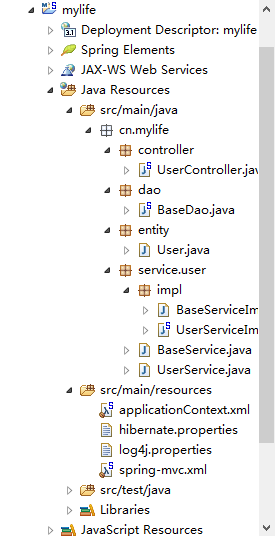 mylife
Deployment Descriptor: mylife
Spring Elements
JAX-WS Web Services
Java Resources
src/main/java
cn.mylife
controller
UserController.jav
dao
BaseDao.java
entity
User.java
service.user
impl
BaseServiceIm
UserServiceIm
BaseService.java
UserService.java
src/main/resources
applicationContext.xml
hibernate.properties
log4j.properties
spring-mvc.xml
src/test/java
Libraries
JavaScript Resources